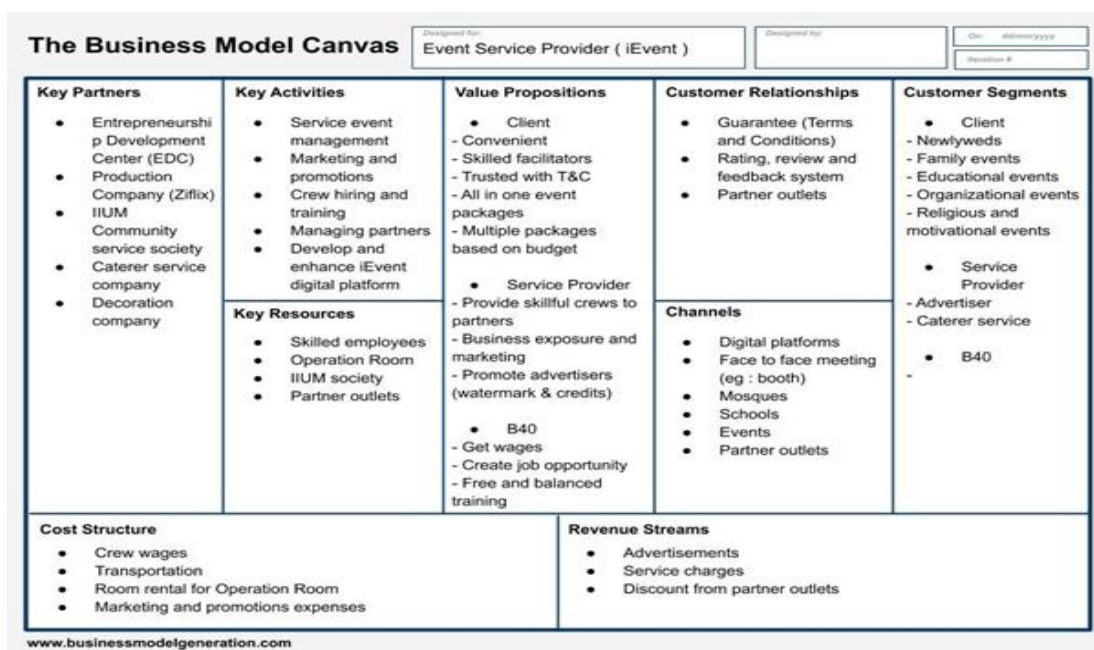 The Business Model Canvas
Designed for:
Event Service Provider ( iEvent )
Designed by:
On: dd/mm/yyyy
Iteration #
Key Partners
• Entrepreneurshi
p Development
Center (EDC)
• Production
Company (Ziflix)
• IIUM
Community
service society
• Caterer service
company
• Decoration
company
Key Activities
• Service event
management
• Marketing and
promotions
• Crew hiring and
training
• Managing partners
• Develop and
enhance iEvent
digital platform
Key Resources
• Skilled employees
• Operation Room
• IIUM society
• Partner outlets
Value Propositions
• Client
- Convenient
- Skilled facilitators
- Trusted with T&C
- All in one event
packages
- Multiple packages
based on budget
• Service Provider
- Provide skillful crews to
partners
- Business exposure and
marketing
- Promote advertisers
(watermark & credits)
• B40
- Get wages
- Create job opportunity
- Free and balanced
training
Customer Relationships
• Guarantee (Terms
and Conditions)
• Rating, review and
feedback system
• Partner outlets
Channels
• Digital platforms
• Face to face meeting
(eg : booth)
• Mosques
• Schools
• Events
• Partner outlets
Customer Segments
• Client
- Newlyweds
- Family events
- Educational events
- Organizational events
- Religious and
motivational events
• Service
Provider
- Advertiser
- Caterer service
• B40
-
Cost Structure
• Crew wages
• Transportation
• Room rental for Operation Room
• Marketing and promotions expenses
Revenue Streams
• Advertisements
• Service charges
• Discount from partner outlets
www.businessmodelgeneration.com